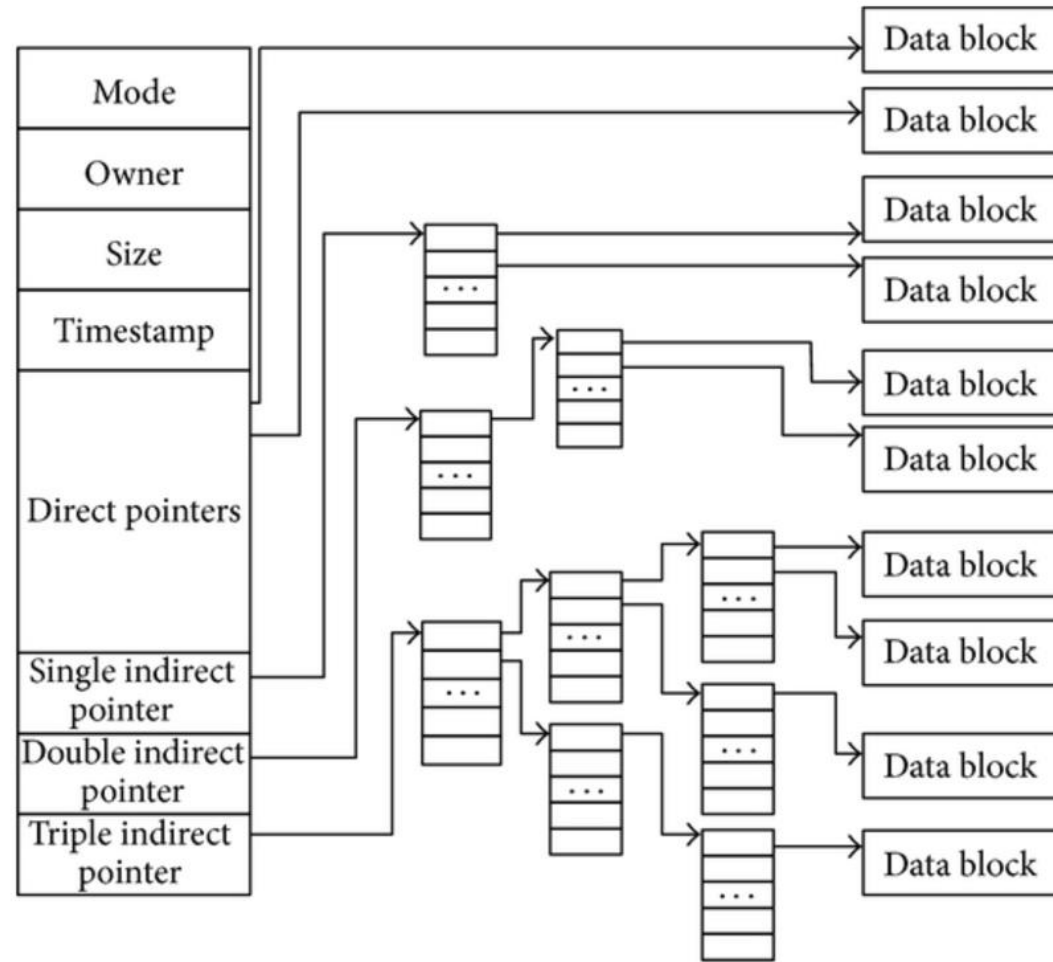 Mode
Owner
Size
Timestamp
Direct pointers
Single indirect
pointer
Double indirect
pointer
Triple indirect
pointer
...
...
...
...
...
...
...
...
...
Data block
Data block
Data block
Data block
Data block
Data block
Data block
Data block
Data block
Data block